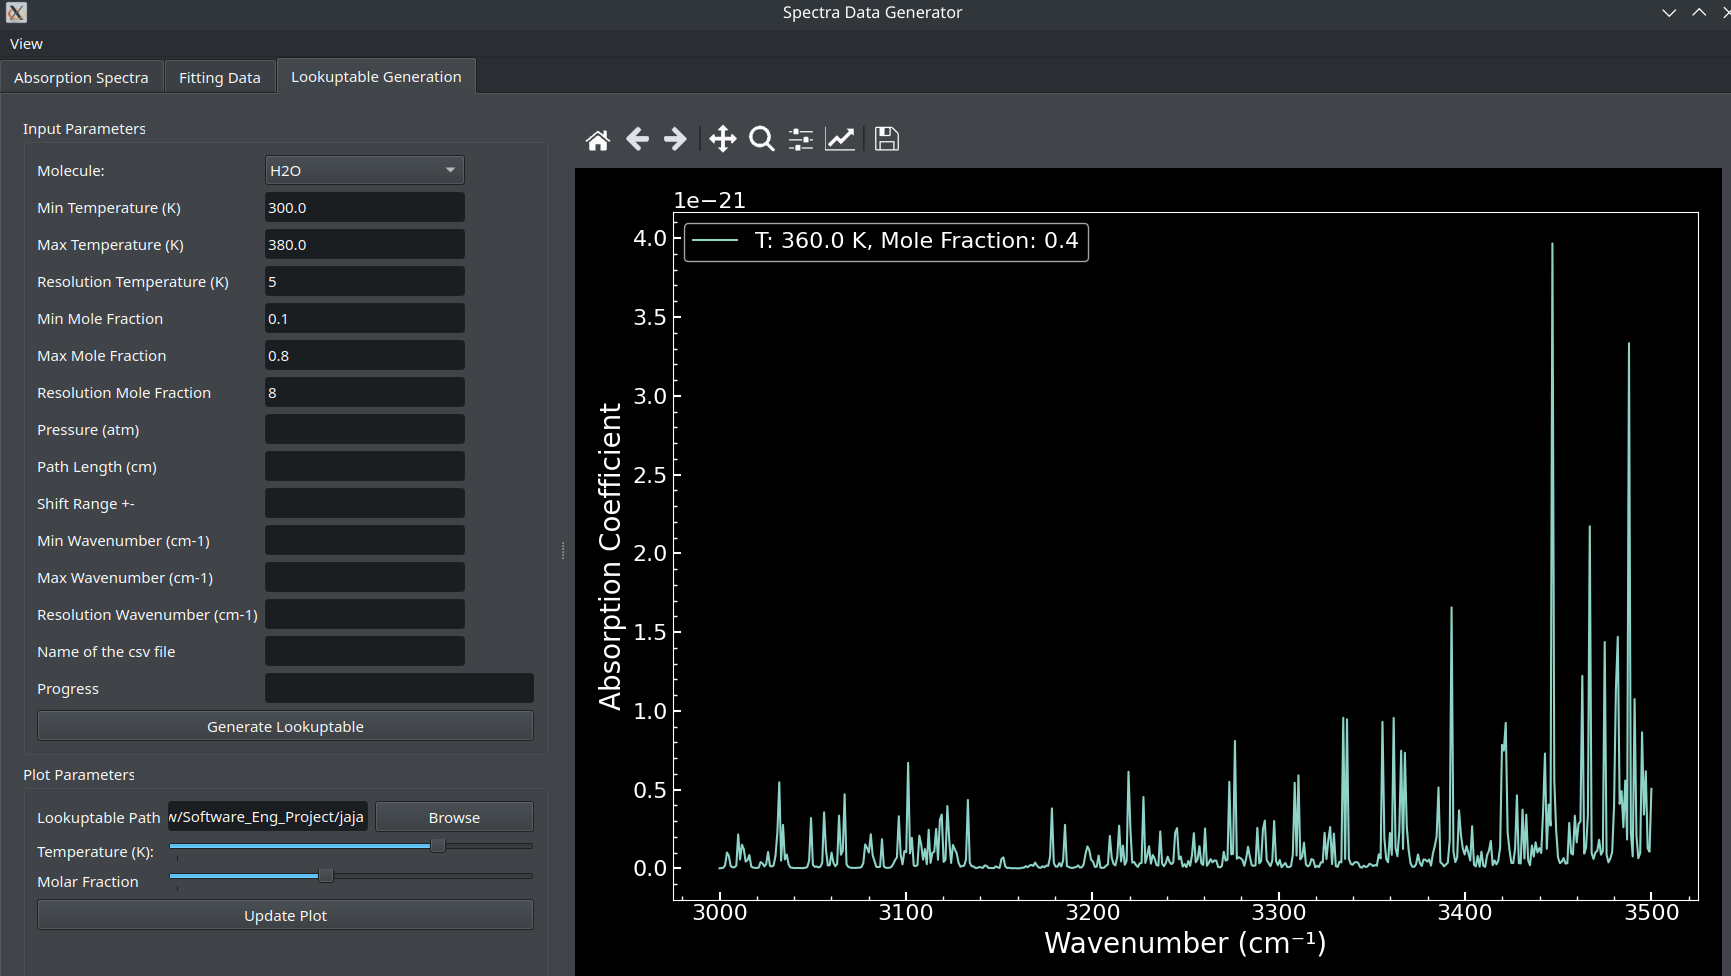 Spectra Data Generator
View
Absorption Spectra
Fitting Data
Lookuptable Generation
Input Parameters
Molecule:
H2O
Min Temperature (K)
300.0
Max Temperature (K)
380.0
Resolution Temperature (K)
5
Min Mole Fraction
0.1
Max Mole Fraction
0.8
Resolution Mole Fraction
8
Pressure (atm)
Path Length (cm)
Shift Range +-
Min Wavenumber (cm-1)
Max Wavenumber (cm-1)
Resolution Wavenumber (cm-1)
Name of the csv file
Progress
Generate Lookuptable
Plot Parameters
Lookuptable Path
w/Software_Eng_Project/jaja
Browse
Temperature (K):
Molar Fraction
Update Plot
1e−21
T: 360.0 K, Mole Fraction: 0.4
4.0
3.5
3.0
2.5
2.0
1.5
1.0
0.5
0.0
Absorption Coefficient
3000
3100
3200
3300
3400
3500
Wavenumber (cm⁻¹)